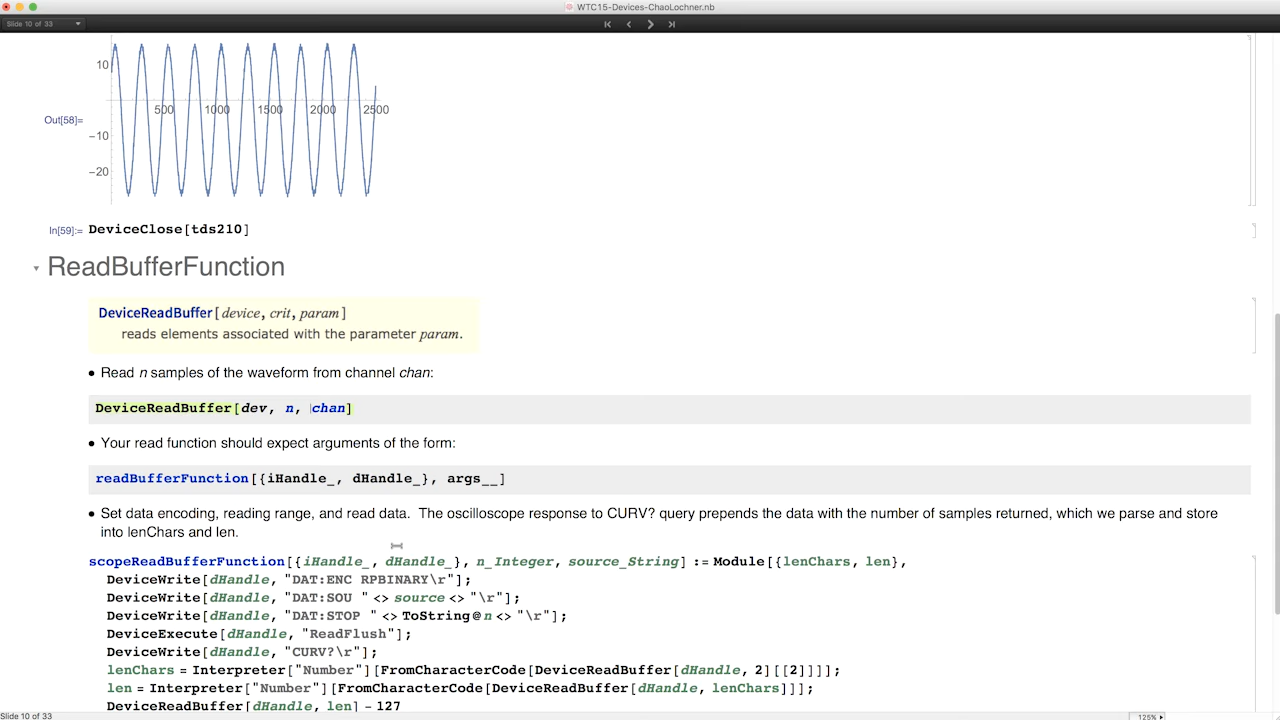 WTC15-Devices-ChaoLochner.nb
Slide 10 of 33
10
500 1000 1500 2000 2500
Out[58]=
-10
-20
In[59]:= DeviceClose[tds210]
ReadBufferFunction
DeviceReadBuffer[device, crit, param]
reads elements associated with the parameter param.
• Read n samples of the waveform from channel chan:
DeviceReadBuffer[dev, n, chan]
• Your read function should expect arguments of the form:
readBufferFunction[{iHandle_, dHandle_}, args__]
• Set data encoding, reading range, and read data. The oscilloscope response to CURV? query prepends the data with the number of samples returned, which we parse and store
into lenChars and len.
scopeReadBufferFunction[{iHandle_, dHandle_}, n_Integer, source_String] := Module[{lenChars, len},
DeviceWrite[dHandle, "DAT:ENC RPBINARY\r"];
DeviceWrite[dHandle, "DAT:SOU " <> source <> "\r"];
DeviceWrite[dHandle, "DAT:STOP " <> ToString@n <> "\r"];
DeviceExecute[dHandle, "ReadFlush"];
DeviceWrite[dHandle, "CURV?\r"];
lenChars = Interpreter["Number"][FromCharacterCode[DeviceReadBuffer[dHandle, 2][[2]]]];
len = Interpreter["Number"][FromCharacterCode[DeviceReadBuffer[dHandle, lenChars]]];
DeviceReadBuffer[dHandle, len] - 127
Slide 10 of 33
125%